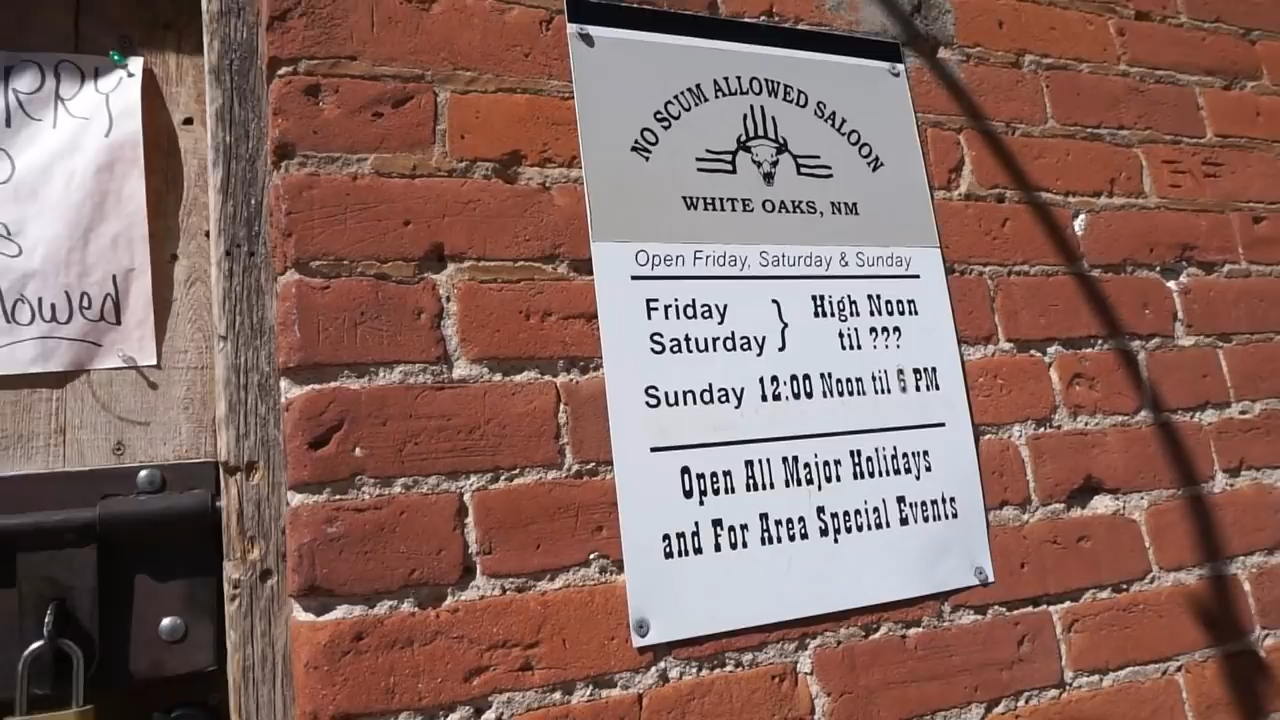 RRY
o
s
lowed
NO SCUM ALLOWED SALOON
WHITE OAKS, NM
Open Friday, Saturday & Sunday
Friday } High Noon
Saturday til ???
Sunday 12:00 Noon til 6 PM
Open All Major Holidays
and For Area Special Events